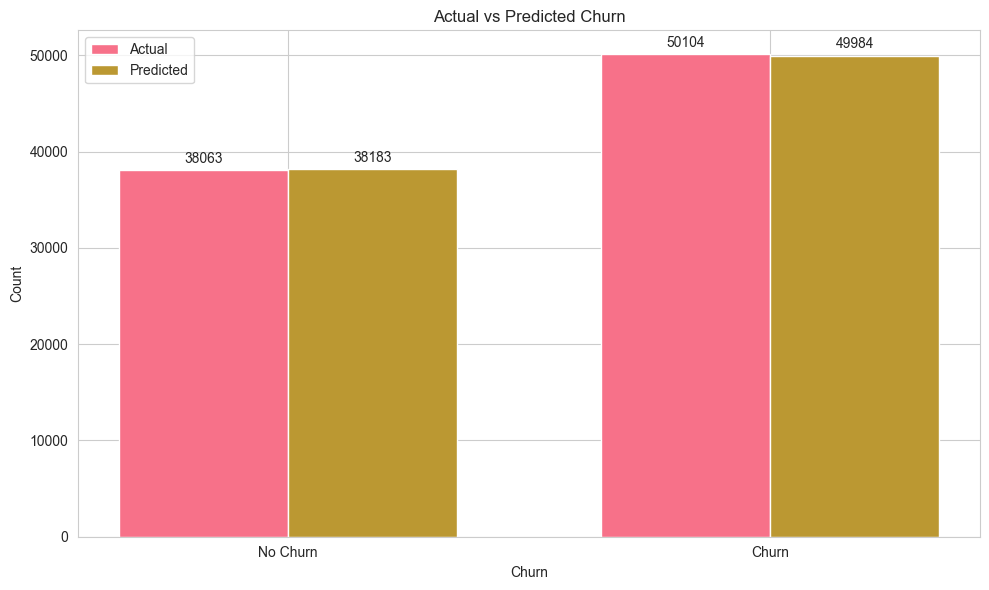 Actual vs Predicted Churn
Actual
Predicted
38063
38183
50104
49984
50000
40000
30000
20000
10000
0
Count
No Churn
Churn
Churn